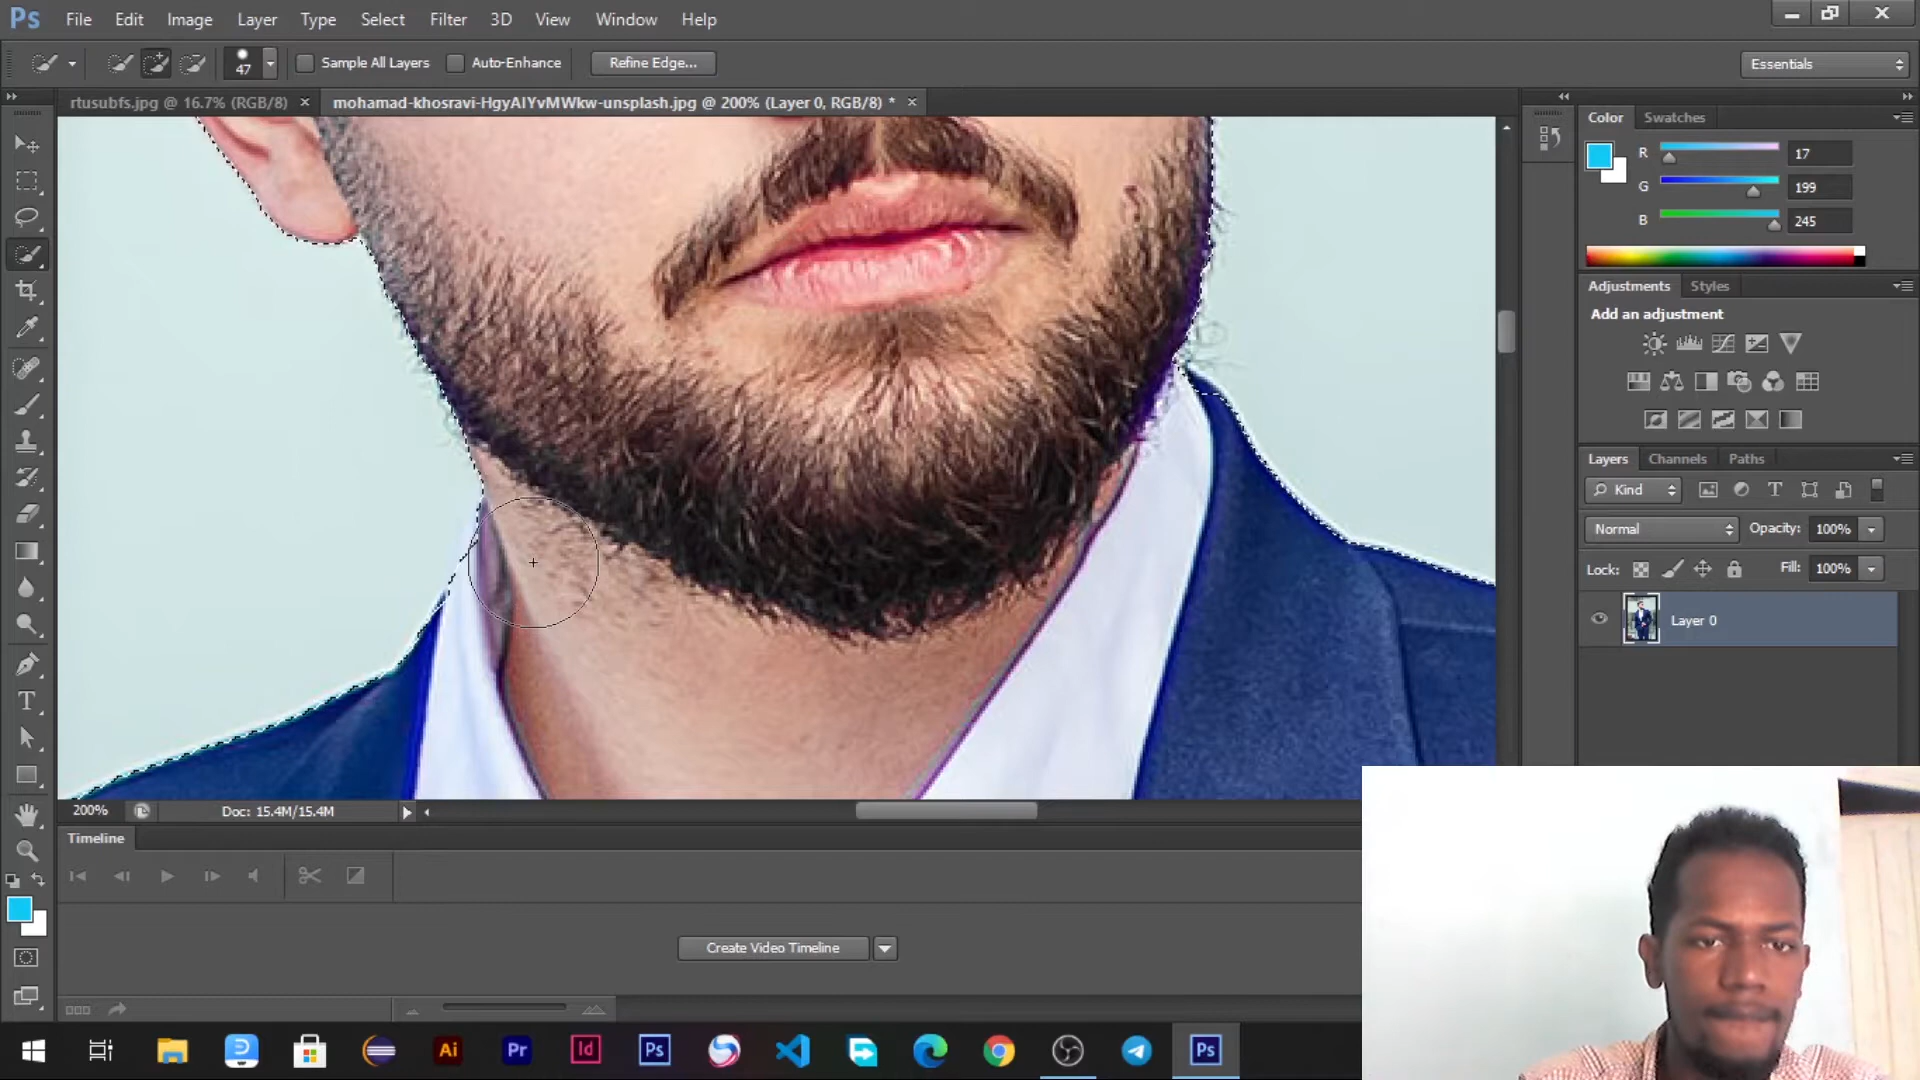 Ps File Edit Image Layer Type Select Filter 3D View Window Help
47 Sample All Layers Auto-Enhance Refine Edge... Essentials
rtusubfs.jpg @ 16.7% (RGB/8) × mohamad-khosravi-HgyAIYvMWkw-unsplash.jpg @ 200% (Layer 0, RGB/8) * ×
Color Swatches
R 17
G 199
B 245
Adjustments Styles
Add an adjustment
Layers Channels Paths
Kind
Normal Opacity: 100%
Lock: Fill: 100%
Layer 0
200% Doc: 15.4M/15.4M
Timeline
Create Video Timeline
Ai Pr Id Ps Ps